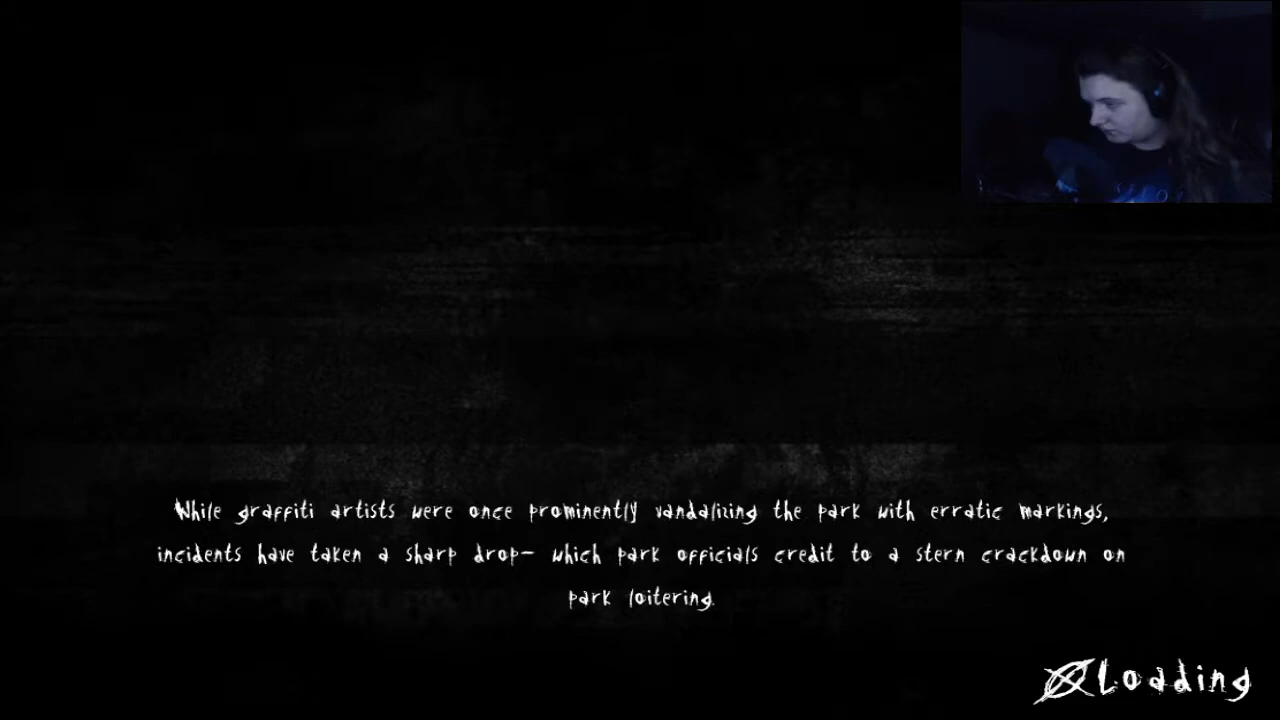 While graffiti artists were once prominently vandalizing the park with erratic markings,
incidents have taken a sharp drop- which park officials credit to a stern crackdown on
park loitering.
Loading